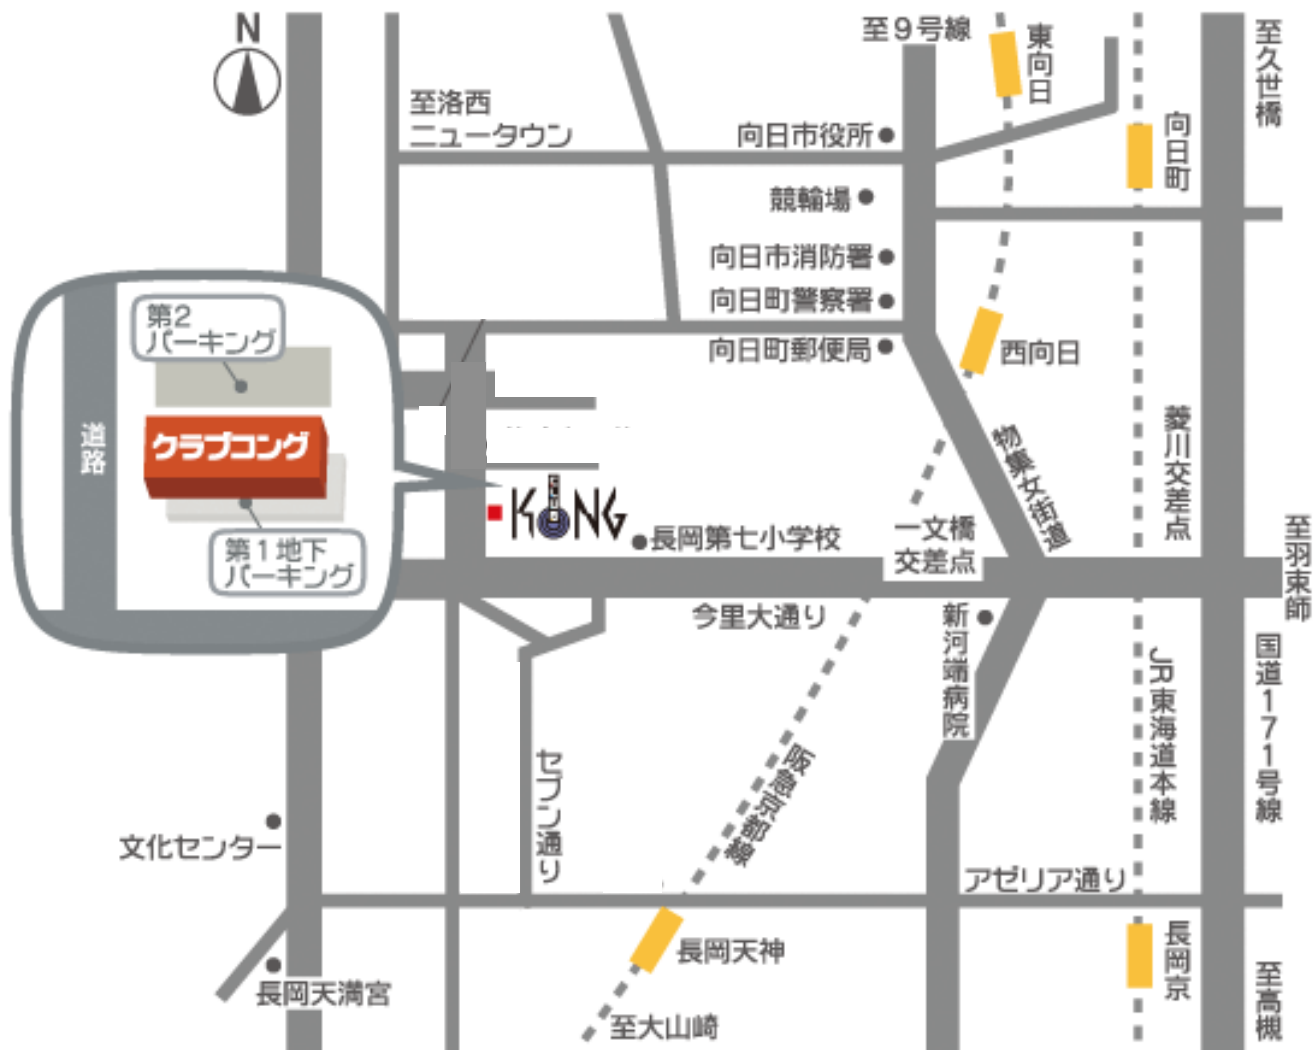 N
至９号線
東向日
至久世橋
至洛西
ニュータウン
向日市役所
向日町
競輪場
向日市消防署
向日町警察署
向日町郵便局
西向日
第2
パーキング
道路
クラブコング
第１地下
パーキング
物集女街道
菱川交差点
CLUB
KONG
長岡第七小学校
一文橋
交差点
至羽束師
今里大通り
新河端病院
JR東海道本線
国道171号線
セブン通り
阪急京都線
文化センター
アゼリア通り
長岡天神
長岡京
長岡天満宮
至大山崎
至高槻